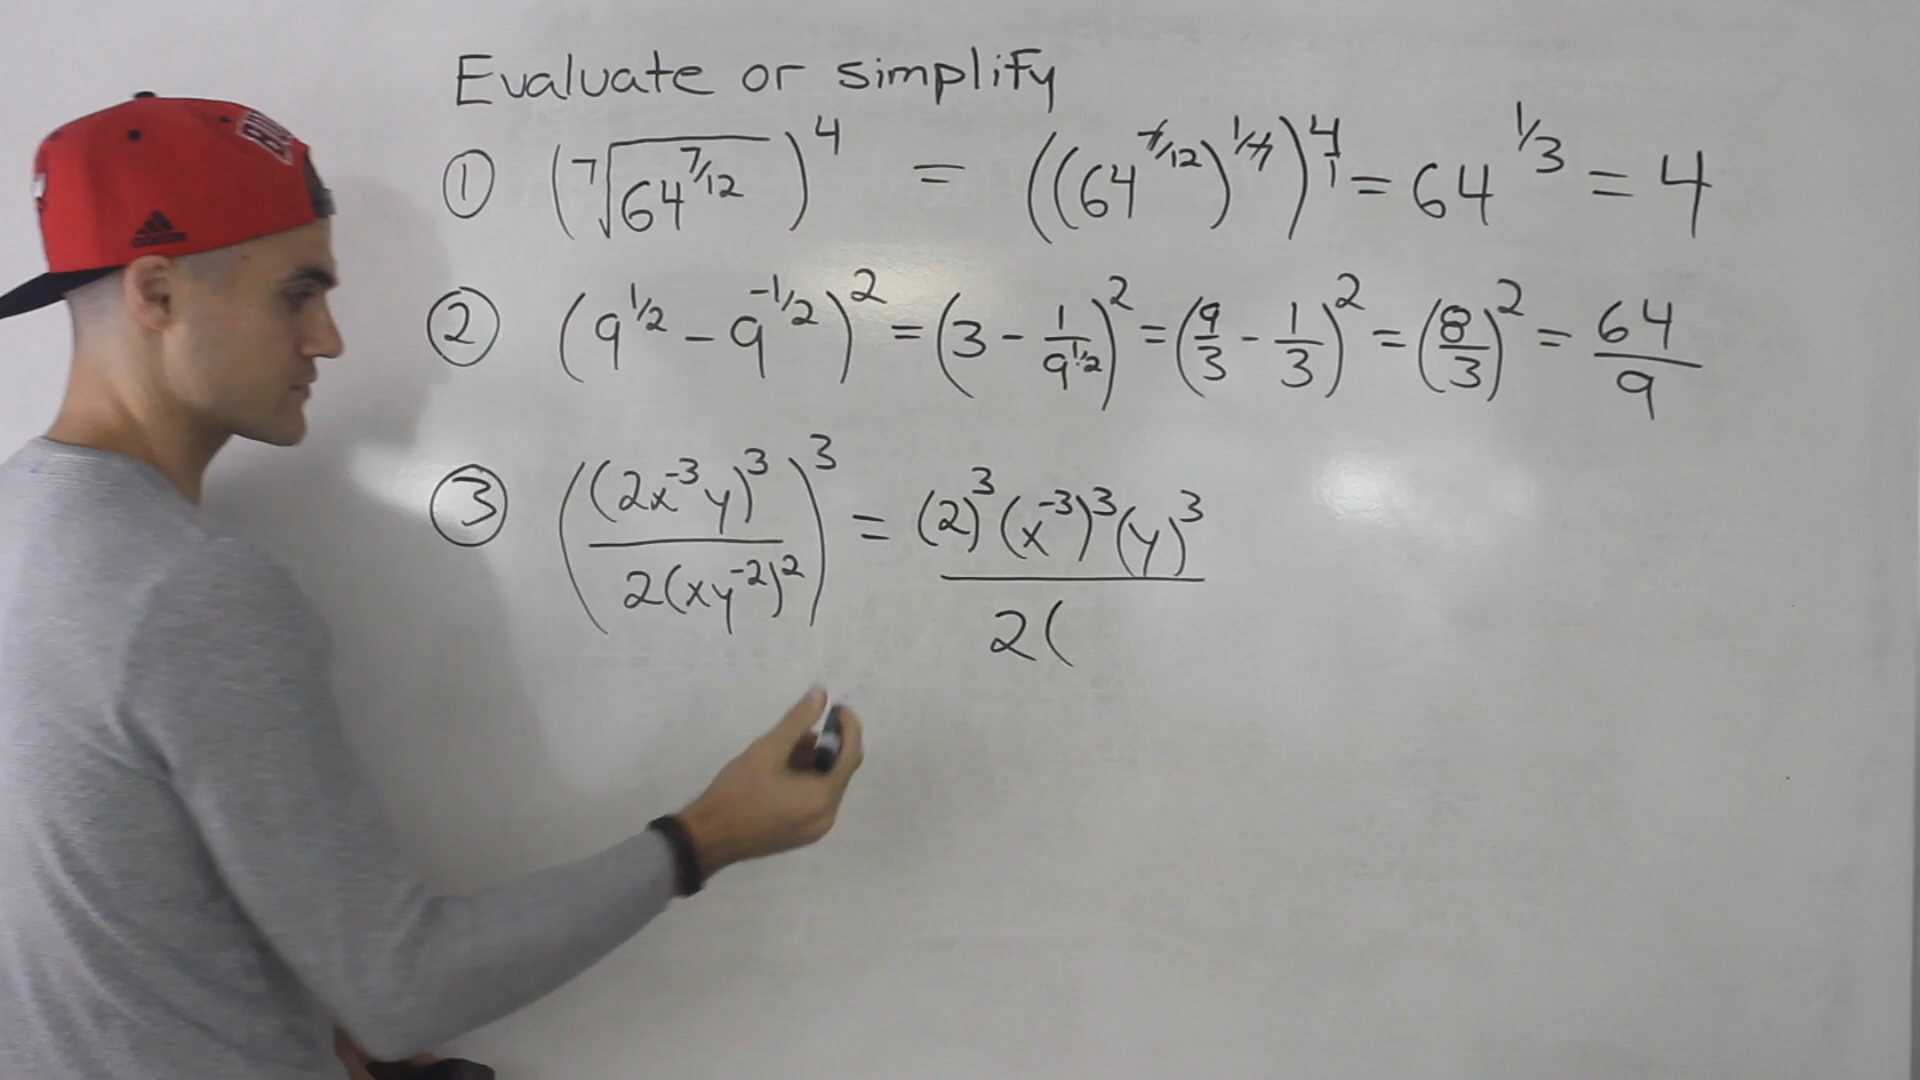 Evaluate or simplify
① (⁷√64^(7/12))^4 = ((64^(7/12))^(1/7))^(4/1) = 64^(1/3) = 4
② (9^(1/2) - 9^(-1/2))^2 = (3 - 1/9^(1/2))^2 = (9/3 - 1/3)^2 = (8/3)^2 = 64/9
③ ((2x^(-3)y)^3/2(xy^(-2))^2)^3 = (2)^3(x^(-3))^3(y)^3/2(